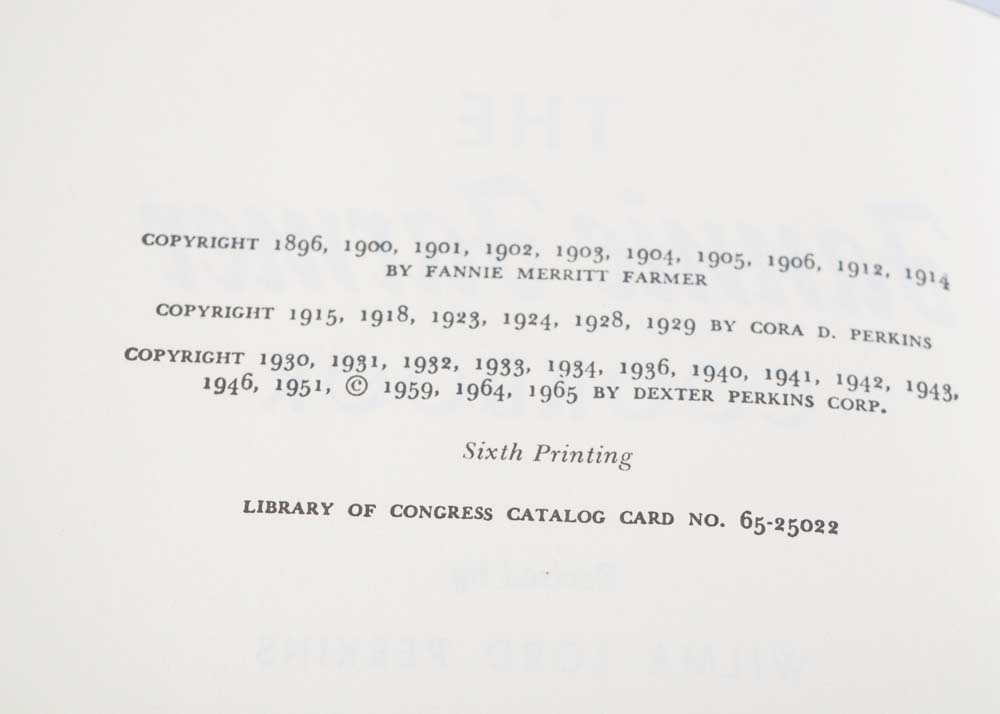 COPYRIGHT 1896, 1900, 1901, 1902, 1903, 1904, 1905, 1906, 1912, 1914
BY FANNIE MERRITT FARMER
COPYRIGHT 1915, 1918, 1923, 1924, 1928, 1929 BY CORA D. PERKINS
COPYRIGHT 1930, 1931, 1932, 1933, 1934, 1936, 1940, 1941, 1942, 1943,
1946, 1951, © 1959, 1964, 1965 BY DEXTER PERKINS CORP.
Sixth Printing
LIBRARY OF CONGRESS CATALOG CARD NO. 65-25022